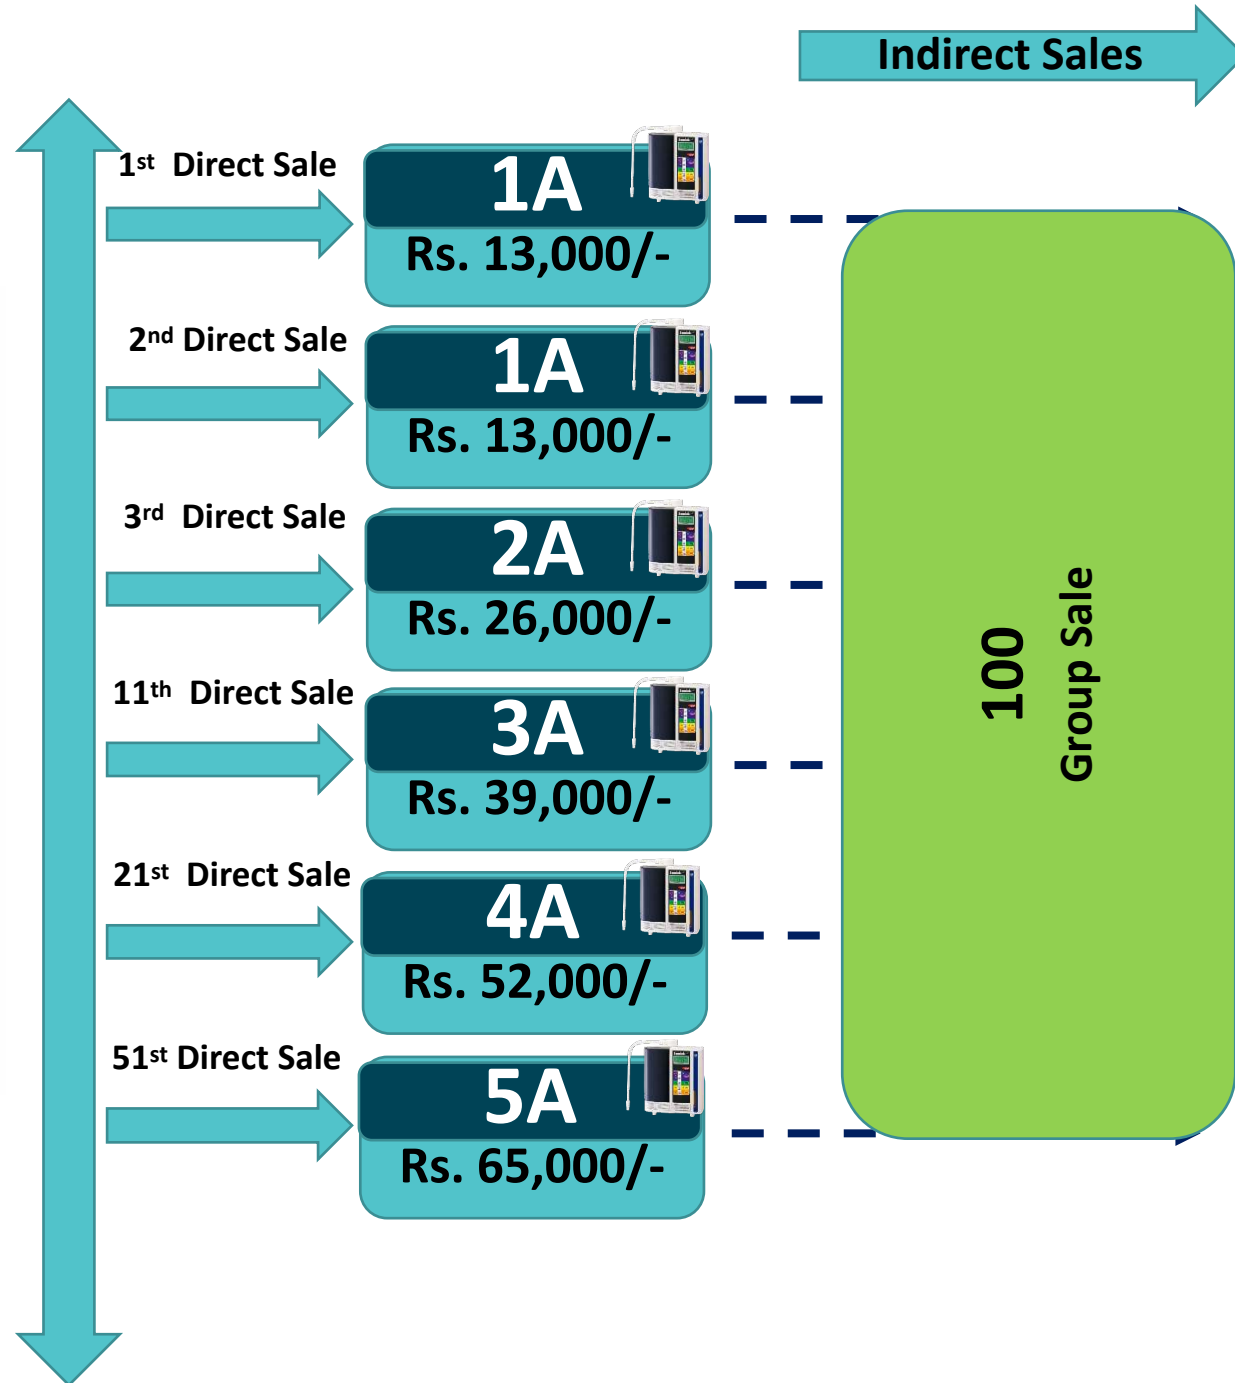 Indirect Sales
1st Direct Sale
1A
Rs. 13,000/-
2nd Direct Sale
1A
Rs. 13,000/-
3rd Direct Sale
2A
Rs. 26,000/-
11th Direct Sale
3A
Rs. 39,000/-
21st Direct Sale
4A
Rs. 52,000/-
51st Direct Sale
5A
Rs. 65,000/-
100
Group Sale